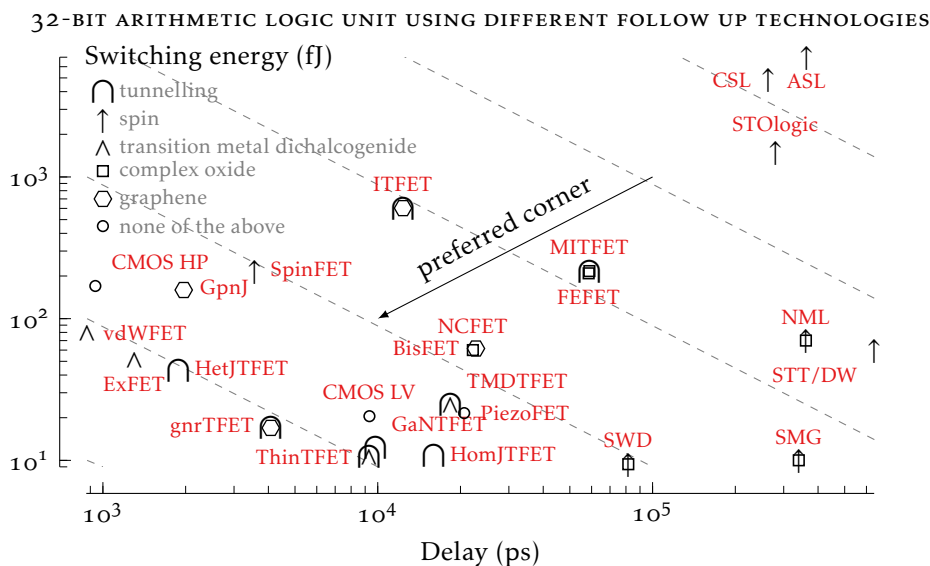 32-BIT ARITHMETIC LOGIC UNIT USING DIFFERENT FOLLOW UP TECHNOLOGIES
Switching energy (fJ)
tunnelling
spin
transition metal dichalcogenide
complex oxide
graphene
none of the above
CSL ASL
STOlogic
10³
ITFET
preferred corner
CMOS HP
SpinFET
GpnJ
MITFET
FEFET
10²
vdWFET
NCFET
BisFET
NML
ExFET
HetJTFET
STT/DW
CMOS LV
TMDTFET
gnrTFET
GaNTFET
PiezoFET
ThinTFET
HomJTFET
SWD
SMG
10¹
10³ 10⁴ 10⁵
Delay (ps)